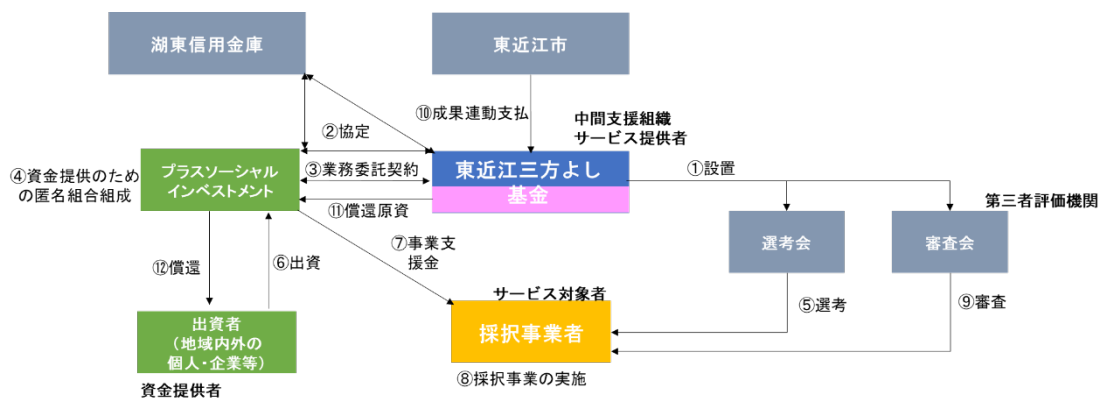 湖東信用金庫
東近江市
⑩成果連動支払
中間支援組織
サービス提供者
②協定
④資金提供のため
の匿名組合組成
プラスソーシャル
インベストメント
③業務委託契約
東近江三方よし
基金
①設置
⑪償還原資
第三者評価機関
選考会
審査会
⑦事業支
援金
⑫償還
⑥出資
サービス対象者
⑤選考
⑨審査
出資者
（地域内外の
個人・企業等）
採択事業者
⑧採択事業の実施
資金提供者